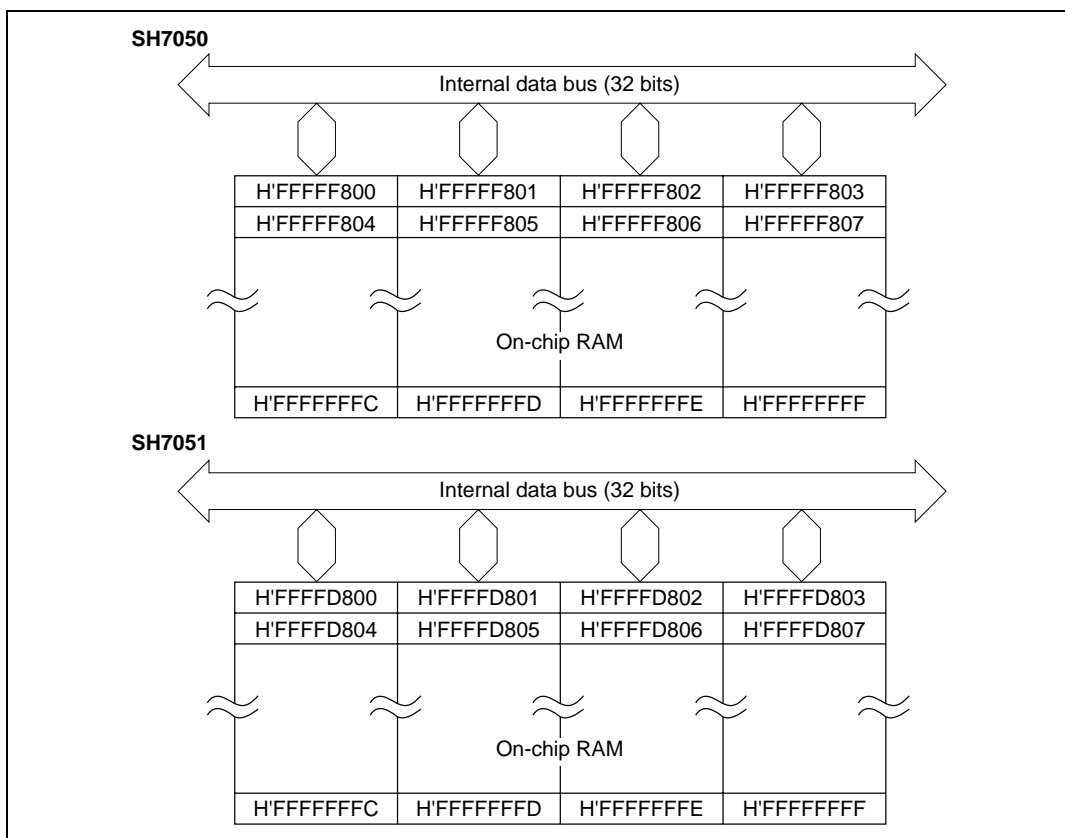 SH7050
Internal data bus (32 bits)
H'FFFFF800 H'FFFFF801 H'FFFFF802 H'FFFFF803
H'FFFFF804 H'FFFFF805 H'FFFFF806 H'FFFFF807
On-chip RAM
H'FFFFFFFC H'FFFFFFFD H'FFFFFFFE H'FFFFFFFF
SH7051
Internal data bus (32 bits)
H'FFFFD800 H'FFFFD801 H'FFFFD802 H'FFFFD803
H'FFFFD804 H'FFFFD805 H'FFFFD806 H'FFFFD807
On-chip RAM
H'FFFFFFFC H'FFFFFFFD H'FFFFFFFE H'FFFFFFFF